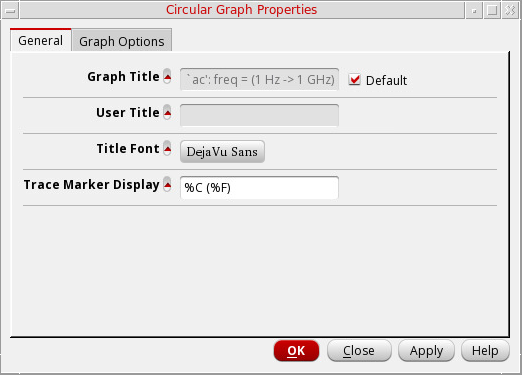 Circular Graph Properties
General Graph Options
Graph Title `ac': freq = (1 Hz -> 1 GHz) Default
User Title
Title Font DejaVu Sans
Trace Marker Display %C (%F)
OK Close Apply Help